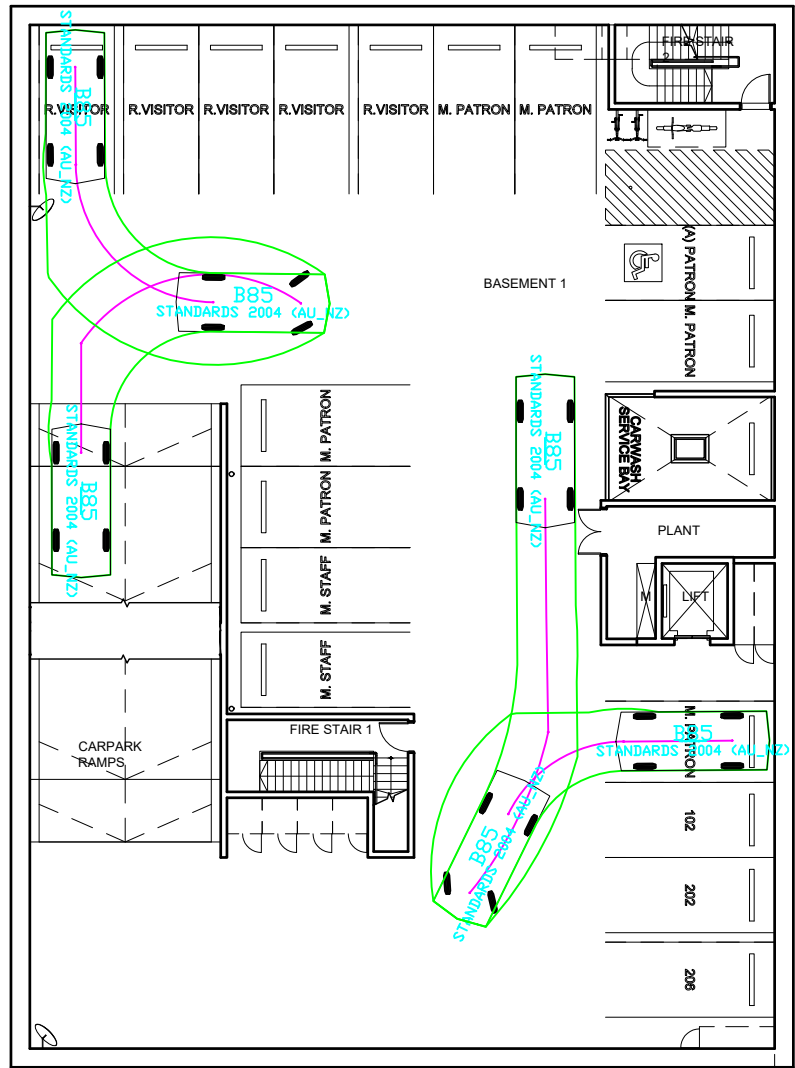 FIRE STAIR
2
STANDARDS 2004 (AU_NZ)
B85
R.VISITOR
R.VISITOR
R.VISITOR
R.VISITOR
R.VISITOR
M. PATRON
M. PATRON
(A) PATRON
M. PATRON
BASEMENT 1
B85
STANDARDS 2004 (AU_NZ)
M. PATRON
M. PATRON
M. STAFF
M. STAFF
STANDARDS 2004 (AU_NZ)
B85
STANDARDS 2004 (AU_NZ)
B85
CARWASH
SERVICE BAY
PLANT
M
LIFT
M. PATRON
B85
STANDARDS 2004 (AU_NZ)
FIRE STAIR 1
CARPARK
RAMPS
B85
STANDARDS 2004 (AU_NZ)
102
202
206